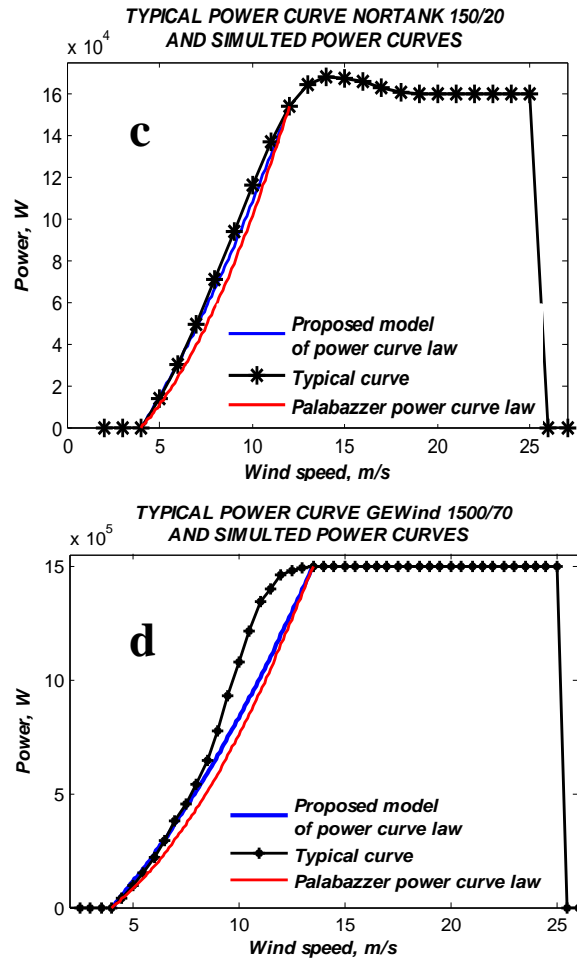 TYPICAL POWER CURVE NORTANK 150/20
AND SIMULTED POWER CURVES
x 10^4
c
16
14
12
10
8
6
4
2
0
Power, W
Proposed model
of power curve law
Typical curve
Palabazzer power curve law
0 5 10 15 20 25
Wind speed, m/s
TYPICAL POWER CURVE GEWind 1500/70
AND SIMULTED POWER CURVES
x 10^5
d
15
10
5
0
Power, W
Proposed model
of power curve law
Typical curve
Palabazzer power curve law
5 10 15 20 25
Wind speed, m/s